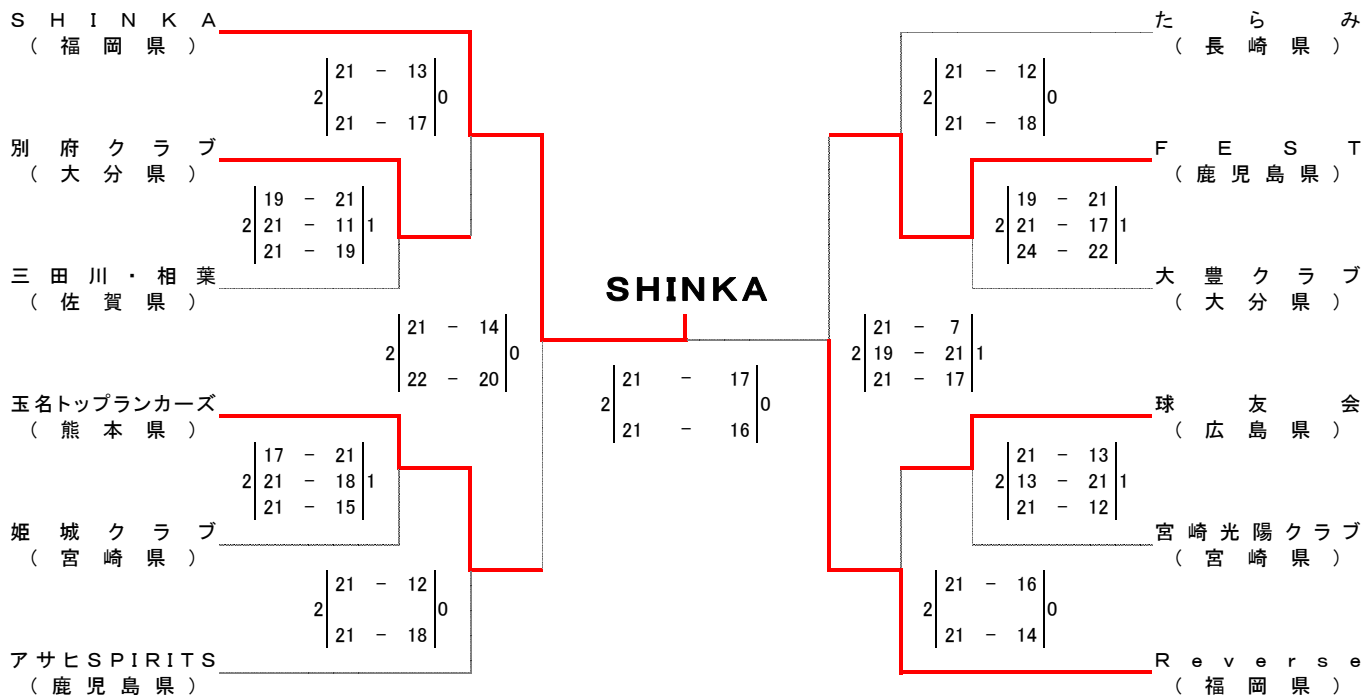 SHINKA
(福岡県)
2 21 - 13 0
21 - 17
別府クラブ
(大分県)
2 19 - 21 1
21 - 11
21 - 19
三田川・相葉
(佐賀県)
2 21 - 14 0
22 - 20
玉名トップランカーズ
(熊本県)
2 17 - 21 1
21 - 18
21 - 15
姫城クラブ
(宮崎県)
2 21 - 12 0
21 - 18
アサヒSPIRITS
(鹿児島県)
SHINKA
2 21 - 17 0
21 - 16
たらみ
(長崎県)
2 21 - 12 0
21 - 18
FEST
(鹿児島県)
2 19 - 21 1
21 - 17
24 - 22
大豊クラブ
(大分県)
2 21 - 7 1
19 - 21
21 - 17
球友会
(広島県)
2 21 - 13 1
13 - 21
21 - 12
宮崎光陽クラブ
(宮崎県)
2 21 - 16 0
21 - 14
Reverse
(福岡県)